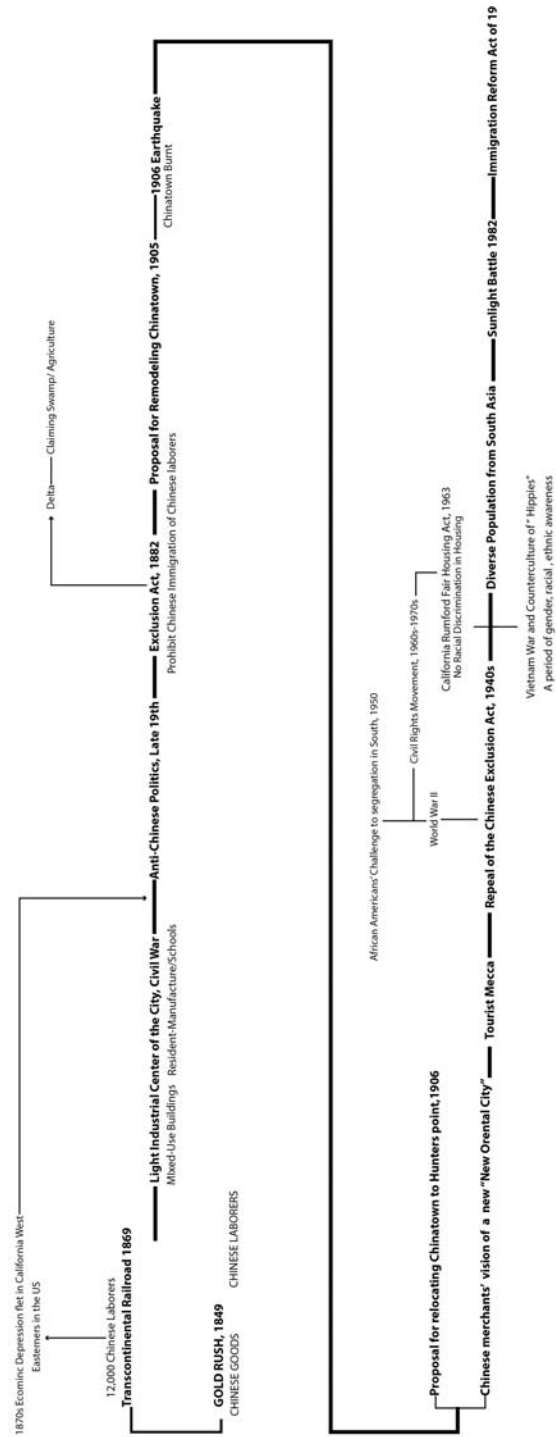 1870s Ecominc Depression flet in California West
Easterners in the US
12,000 Chinese Laborers
Transcontinental Railroad 1869
GOLD RUSH, 1849
CHINESE GOODS CHINESE LABORERS
Light Industrial Center of the City, Civil War
Mixed-Use Buildings Resident-Manufacture/Schools
Anti-Chinese Politics, Late 19th
Exclusion Act, 1882
Prohibit Chinese Immigration of Chinese laborers
Delta
Claiming Swamp/ Agriculture
Proposal for Remodeling Chinatown, 1905
1906 Earthquake
Chinatown Burnt
Proposal for relocating Chinatown to Hunters point,1906
Chinese merchants' vision of a new "New Orental City"
Tourist Mecca
African Americans' Challenge to segregation in South, 1950
Civil Rights Movement, 1960s-1970s
World War II
Repeal of the Chinese Exclusion Act, 1940s
California Rumford Fair Housing Act, 1963
No Racial Discrimination in Housing
Diverse Population from South Asia
Vietnam War and Counterculture of " Hippies"
A period of gender, racial , ethnic awareness
Sunlight Battle 1982
Immigration Reform Act of 19